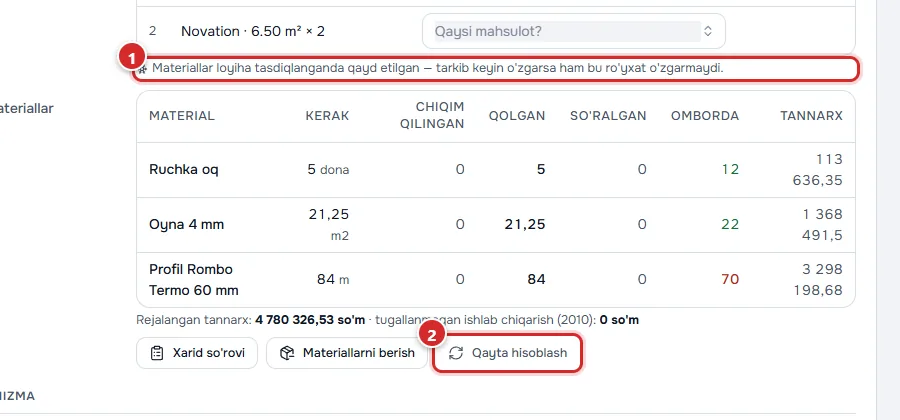 2 Novation · 6.50 m² × 2 Qaysi mahsulot?
1
Materiallar loyiha tasdiqlanganda qayd etilgan — tarkib keyin o'zgarsa ham bu ro'yxat o'zgarmaydi.
ateriallar
MATERIAL KERAK CHIQIM QILINGAN QOLGAN SO'RALGAN OMBORDA TANNARX
Ruchka oq 5 dona 0 5 0 12 113 636,35
Oyna 4 mm 21,25 m2 0 21,25 0 22 1 368 491,5
Profil Rombo Termo 60 mm 84 m 0 84 0 70 3 298 198,68
Rejalangan tannarx: 4 780 326,53 so'm · ishlab chiqarish (2010): 0 so'm
2
Xarid so'rovi Materiallarni berish Qayta hisoblash
IZMA